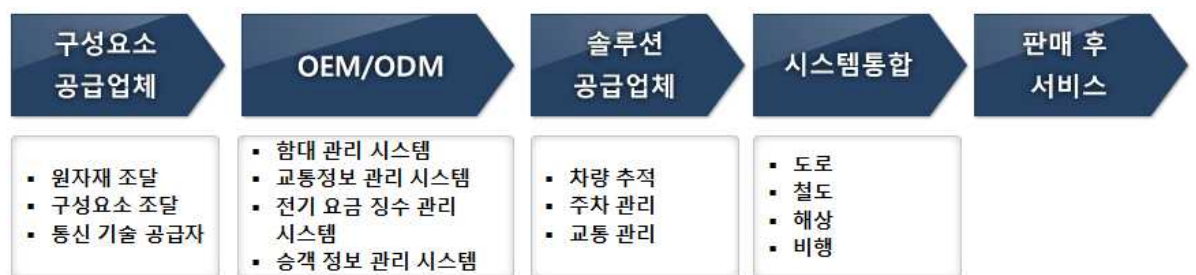 구성요소
공급업체
OEM/ODM
솔루션
공급업체
시스템통합
판매 후
서비스
▪ 원자재 조달
▪ 구성요소 조달
▪ 통신 기술 공급자
▪ 함대 관리 시스템
▪ 교통정보 관리 시스템
▪ 전기 요금 징수 관리
시스템
▪ 승객 정보 관리 시스템
▪ 차량 추적
▪ 주차 관리
▪ 교통 관리
▪ 도로
▪ 철도
▪ 해상
▪ 비행